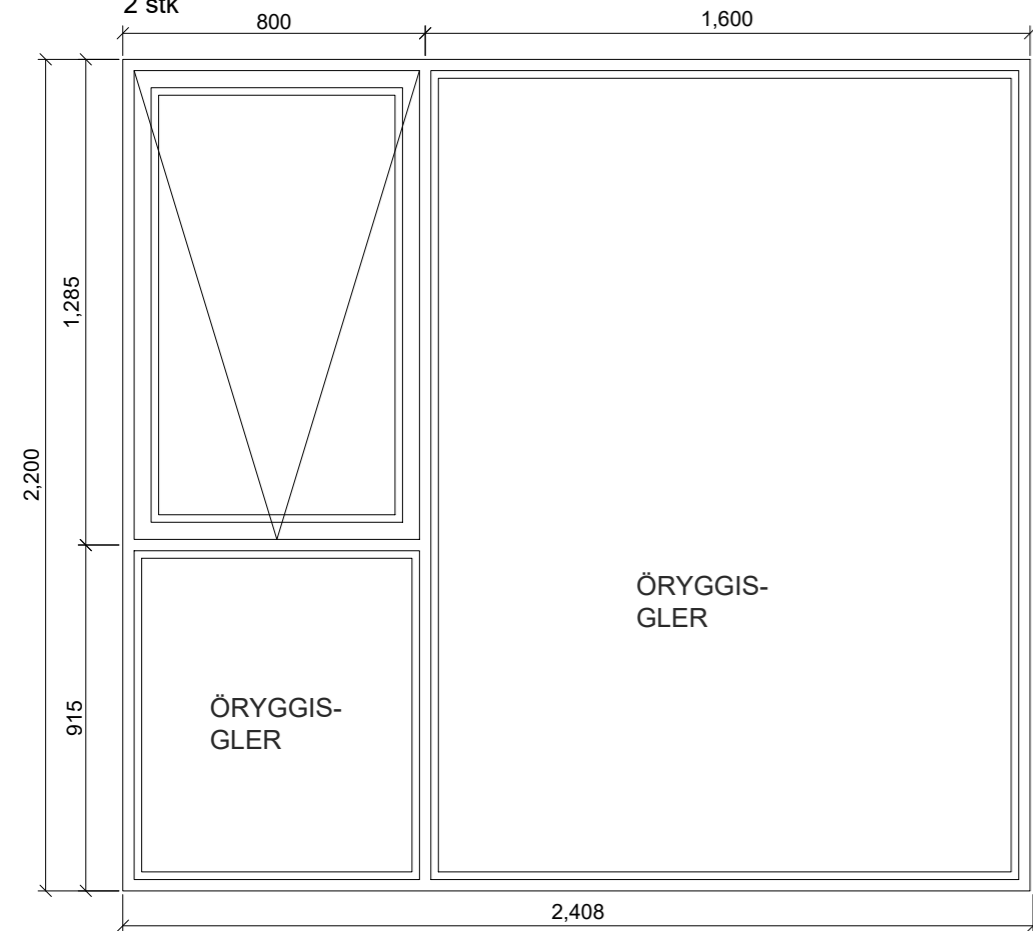 2 stk
800
1,600
1,285
2,200
ÖRYGGIS-
GLER
ÖRYGGIS-
GLER
915
2,408